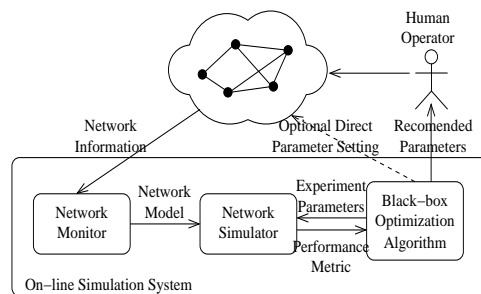 Human
Operator
Network
Information
Optional Direct
Parameter Setting
Recomended
Parameters
Network
Monitor
Network
Model
Network
Simulator
Experiment
Parameters
Performance
Metric
Black-box
Optimization
Algorithm
On-line Simulation System